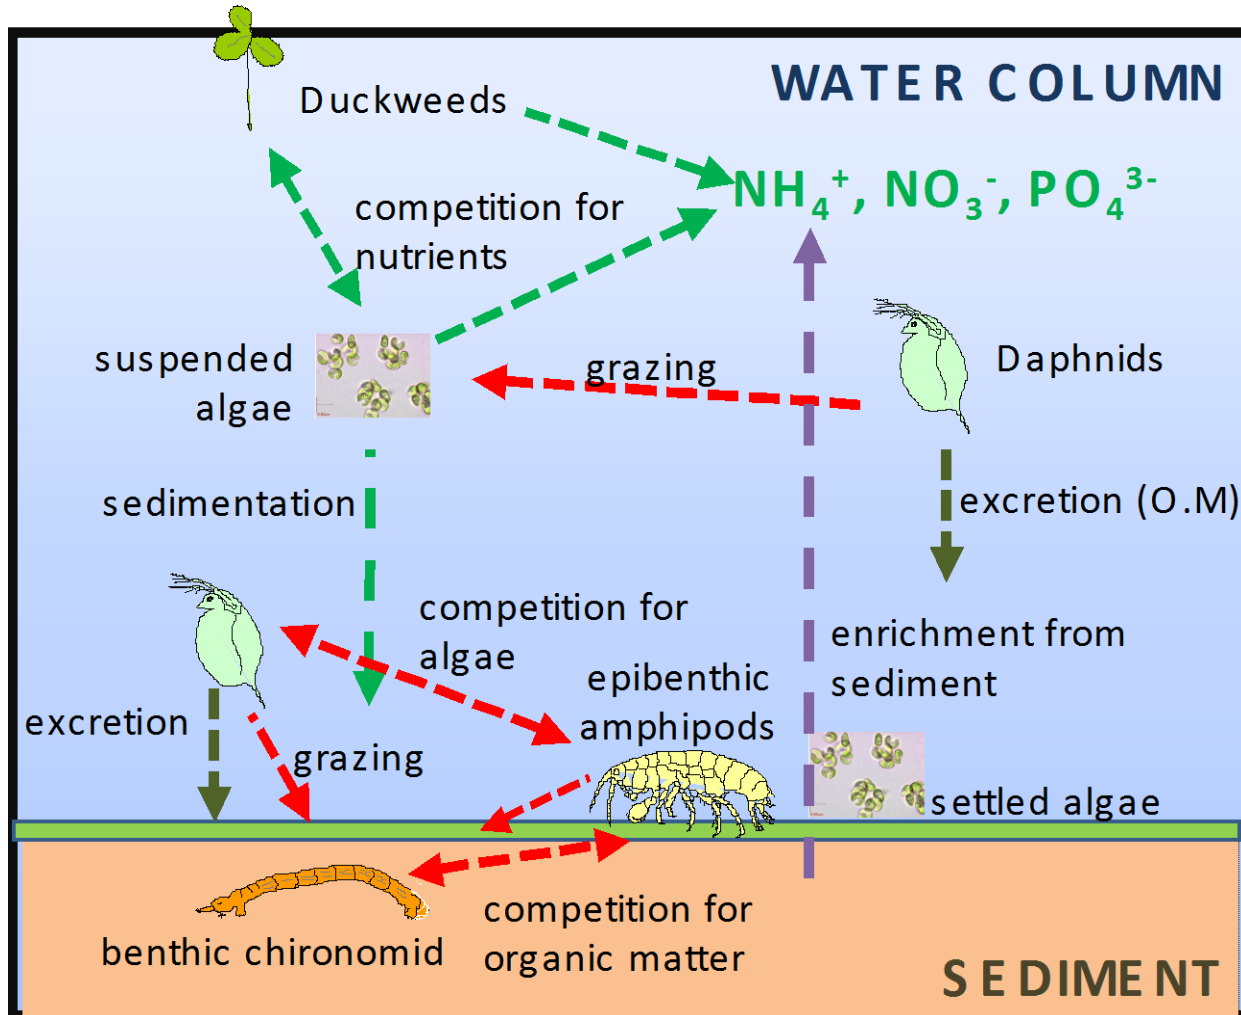 WATER COLUMN
Duckweeds
NH₄⁺, NO₃⁻, PO₄³⁻
competition for
nutrients
suspended
algae
grazing
Daphnids
sedimentation
excretion (O.M)
competition for
algae
enrichment from
sediment
epibenthic
amphipods
excretion
grazing
settled algae
benthic chironomid
competition for
organic matter
SEDIMENT